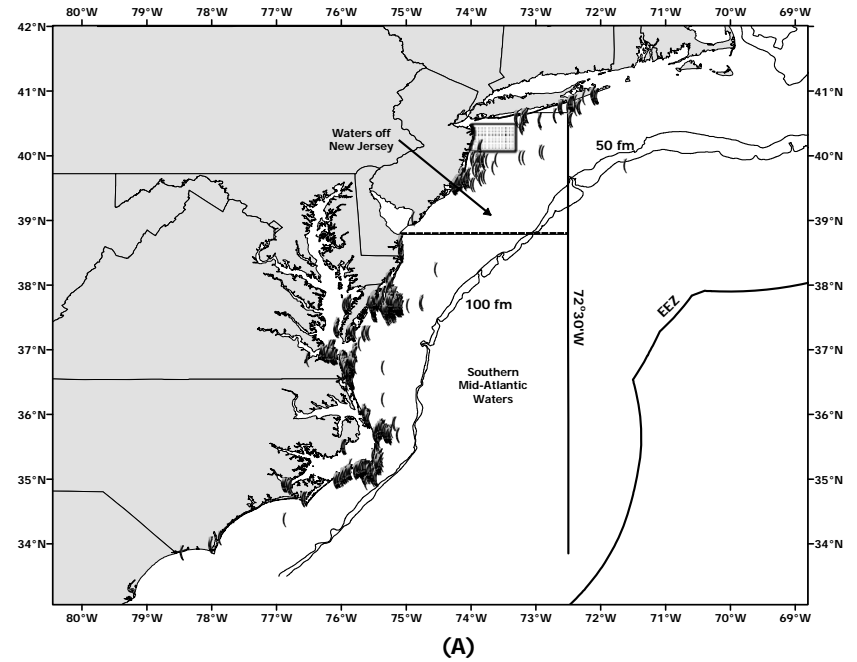 79°W 78°W 77°W 76°W 75°W 74°W 73°W 72°W 71°W 70°W 69°W
42°N 42°N
41°N 41°N
Waters off
New Jersey
50 fm
40°N 40°N
39°N 39°N
38°N 38°N
100 fm
72°30'W
EEZ
37°N 37°N
Southern
Mid-Atlantic
Waters
36°N 36°N
35°N 35°N
34°N 34°N
80°W 79°W 78°W 77°W 76°W 75°W 74°W 73°W 72°W 71°W 70°W 69°W
(A)